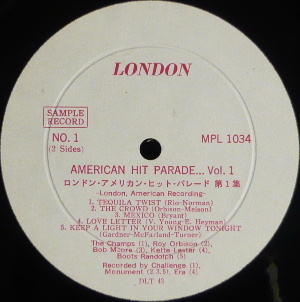 LONDON
SAMPLE
RECORD
NO. 1
(2 Sides)
MPL 1034
AMERICAN HIT PARADE... Vol. 1
ロンドン・アメリカン・ヒット・パレード 第1集
-London, American Recording-
1. TEQUILA TWIST (Rio-Norman)
2. THE CROWD (Orbison-Melson)
3. MEXICO (Bryant)
4. LOVE LETTER (V. Young-E. Heyman)
5. KEEP A LIGHT IN YOUR WINDOW TONIGHT
(Gardner-McFarland-Turner)
The Champs (1), Roy Orbison (2)
Bob Moore (3), Kette Lester (4)
Boots Randolph (5)
Recorded by Challenge (1),
Monument (2.3.5), Era (4)
DLT 45